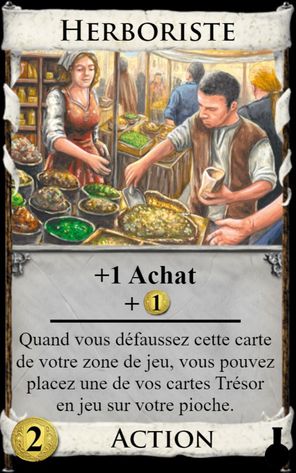 HERBORISTE
+1 Achat
+ 1
Quand vous défaussez cette carte
de votre zone de jeu, vous pouvez
placez une de vos cartes Trésor
en jeu sur votre pioche.
2 ACTION